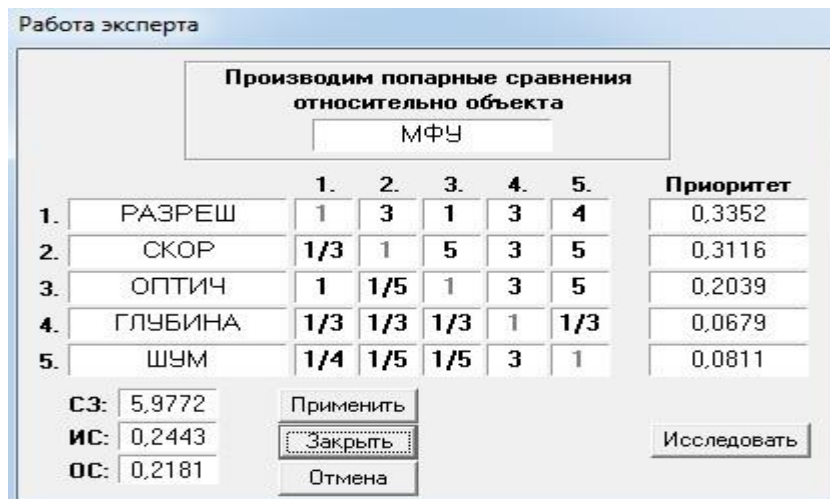 Работа эксперта
Производим попарные сравнения
относительно объекта
МФУ
1. 2. 3. 4. 5. Приоритет
1. РАЗРЕШ 1 3 1 3 4 0,3352
2. СКОР 1/3 1 5 3 5 0,3116
3. ОПТИЧ 1 1/5 1 3 5 0,2039
4. ГЛУБИНА 1/3 1/3 1/3 1 1/3 0,0679
5. ШУМ 1/4 1/5 1/5 3 1 0,0811
СЗ: 5,9772 Применить
ИС: 0,2443 Закрыть Исследовать
ОС: 0,2181 Отмена